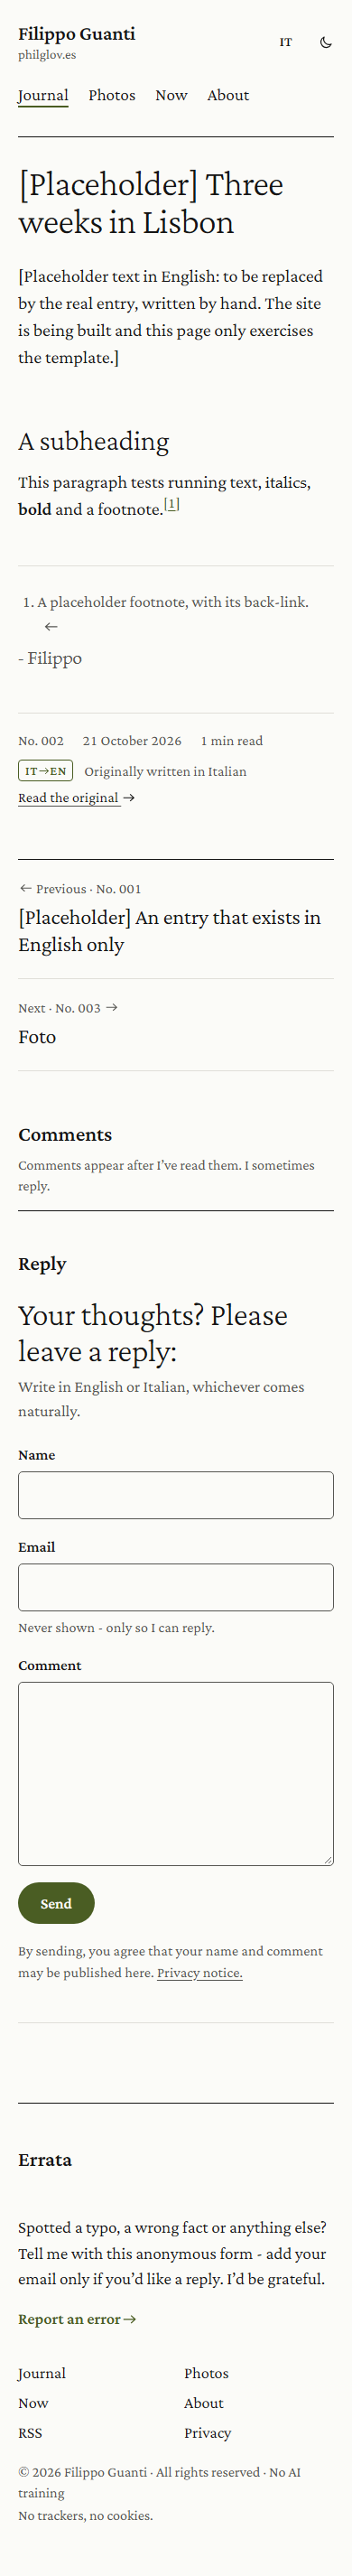 Filippo Guanti
philglov.es
IT
Journal Photos Now About
[Placeholder] Three
weeks in Lisbon
[Placeholder text in English: to be replaced
by the real entry, written by hand. The site
is being built and this page only exercises
the template.]
A subheading
This paragraph tests running text, italics,
bold and a footnote.[1]
1. A placeholder footnote, with its back-link.
←
- Filippo
No. 002 21 October 2026 1 min read
IT→EN Originally written in Italian
Read the original →
← Previous · No. 001
[Placeholder] An entry that exists in
English only
Next · No. 003 →
Foto
Comments
Comments appear after I’ve read them. I sometimes
reply.
Reply
Your thoughts? Please
leave a reply:
Write in English or Italian, whichever comes
naturally.
Name
Email
Never shown - only so I can reply.
Comment
Send
By sending, you agree that your name and comment
may be published here. Privacy notice.
Errata
Spotted a typo, a wrong fact or anything else?
Tell me with this anonymous form - add your
email only if you’d like a reply. I’d be grateful.
Report an error→
Journal Photos
Now About
RSS Privacy
© 2026 Filippo Guanti · All rights reserved · No AI
training
No trackers, no cookies.